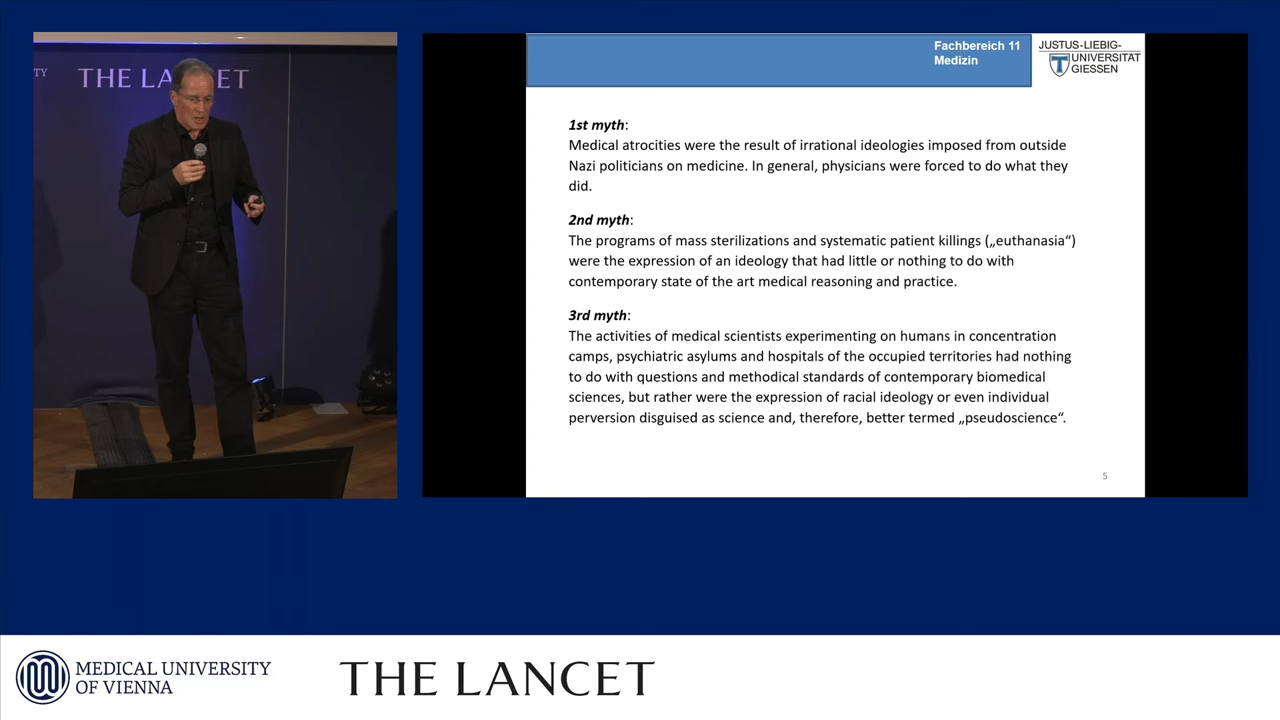 TY
THE LANCET
Fachbereich 11
Medizin
JUSTUS-LIEBIG-
UNIVERSITAT
GIESSEN
1st myth:
Medical atrocities were the result of irrational ideologies imposed from outside
Nazi politicians on medicine. In general, physicians were forced to do what they
did.
2nd myth:
The programs of mass sterilizations and systematic patient killings („euthanasia“)
were the expression of an ideology that had little or nothing to do with
contemporary state of the art medical reasoning and practice.
3rd myth:
The activities of medical scientists experimenting on humans in concentration
camps, psychiatric asylums and hospitals of the occupied territories had nothing
to do with questions and methodical standards of contemporary biomedical
sciences, but rather were the expression of racial ideology or even individual
perversion disguised as science and, therefore, better termed „pseudoscience“.
5
MEDICAL UNIVERSITY
OF VIENNA
THE LANCET